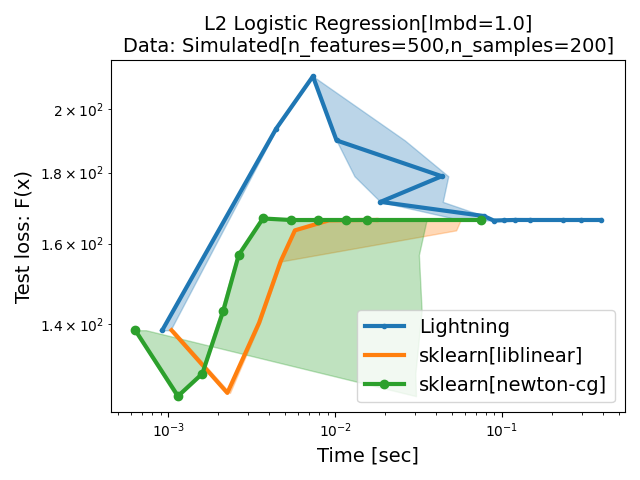 L2 Logistic Regression[lmbd=1.0]
Data: Simulated[n_features=500,n_samples=200]
Test loss: F(x)
2 × 10²
1.8 × 10²
1.6 × 10²
1.4 × 10²
Lightning
sklearn[liblinear]
sklearn[newton-cg]
10⁻³ 10⁻² 10⁻¹
Time [sec]